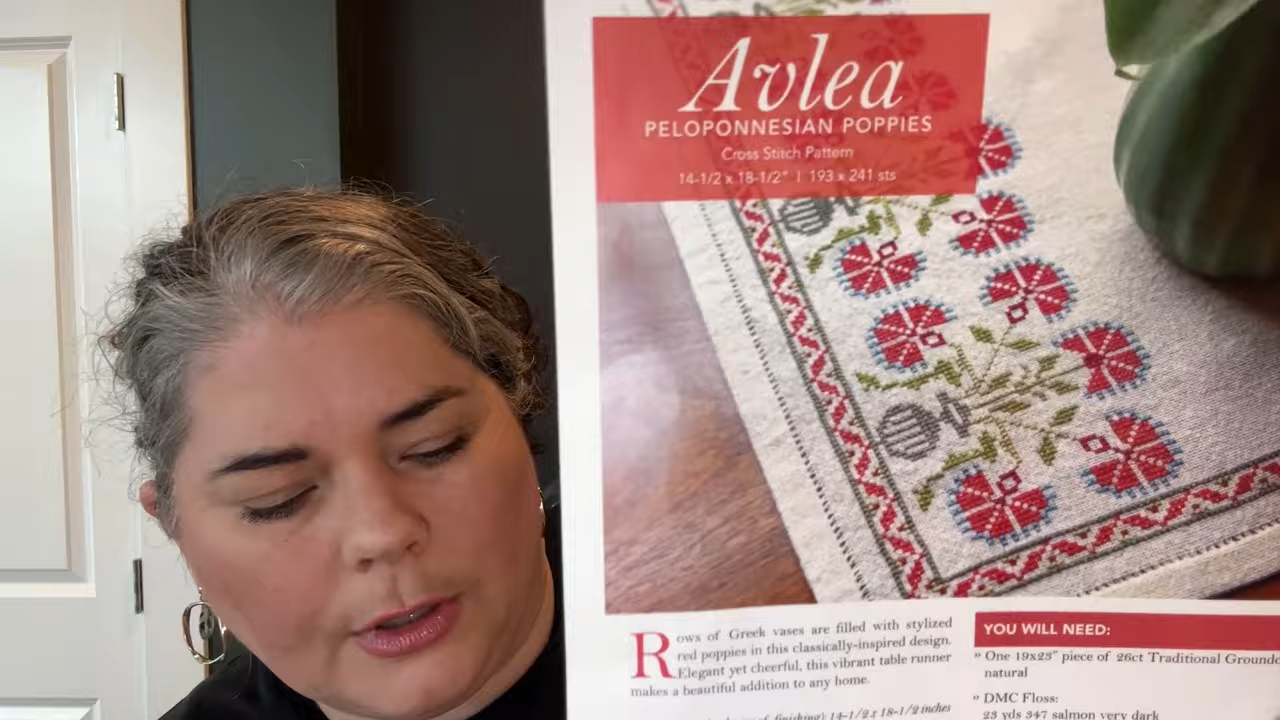 Avlea
PELOPONNESIAN POPPIES
Cross Stitch Pattern
14-1/2 x 18-1/2" | 193 x 241 sts
Rows of Greek vases are filled with stylized
red poppies in this classically-inspired design.
Elegant yet cheerful, this vibrant table runner
makes a beautiful addition to any home.
finishing) 14-1/2 x 18-1/2 inches
YOU WILL NEED:
» One 19x23" piece of 26ct Traditional Grounde
natural
» DMC Floss:
23 yds 347 salmon very dark